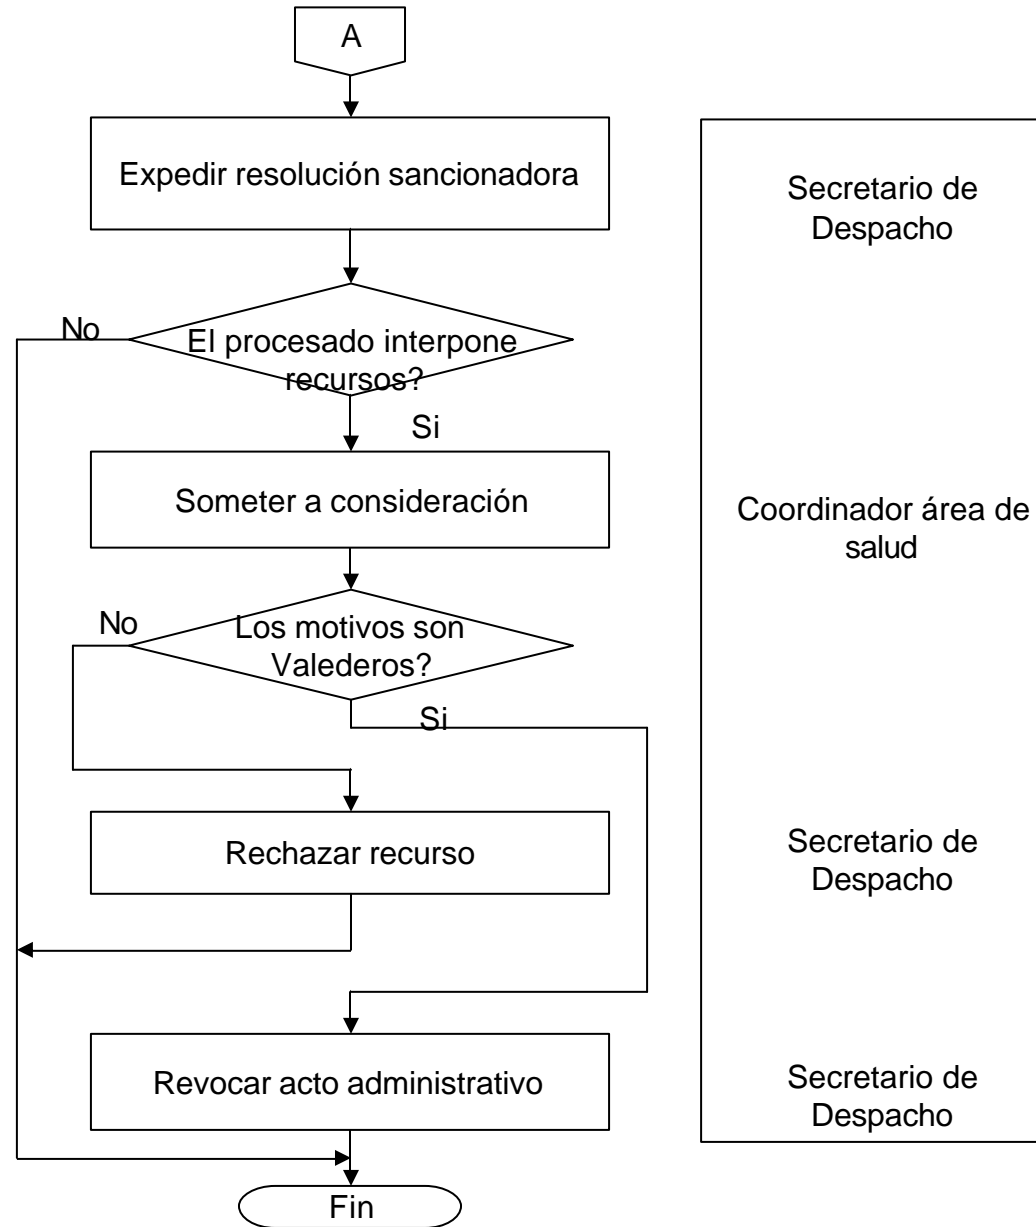 A
Expedir resolución sancionadora
Secretario de
Despacho
No
El procesado interpone
recursos?
Si
Someter a consideración
Coordinador área de
salud
No
Los motivos son
Valederos?
Si
Rechazar recurso
Secretario de
Despacho
Revocar acto administrativo
Secretario de
Despacho
Fin